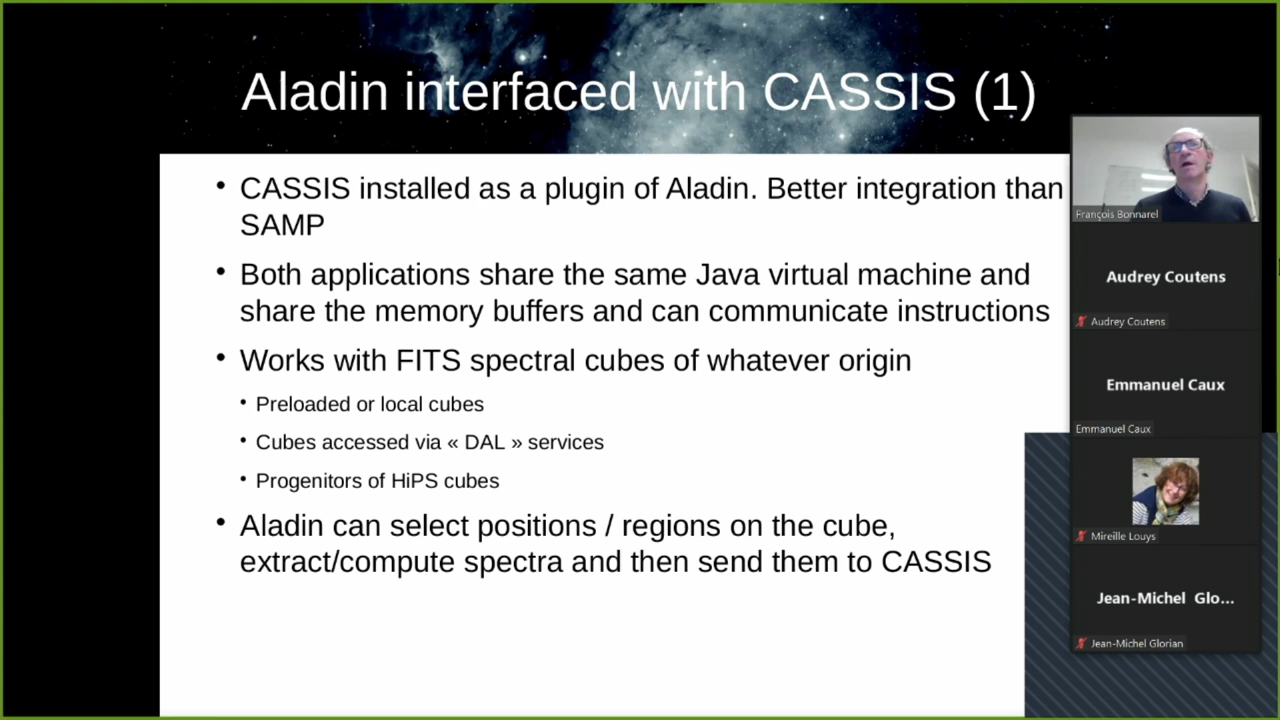 Aladin interfaced with CASSIS (1)
• CASSIS installed as a plugin of Aladin. Better integration than
SAMP
• Both applications share the same Java virtual machine and
share the memory buffers and can communicate instructions
• Works with FITS spectral cubes of whatever origin
• Preloaded or local cubes
• Cubes accessed via « DAL » services
• Progenitors of HiPS cubes
• Aladin can select positions / regions on the cube,
extract/compute spectra and then send them to CASSIS
François Bonnarel
Audrey Coutens
Audrey Coutens
Emmanuel Caux
Emmanuel Caux
Mireille Louys
Jean-Michel Glo...
Jean-Michel Glorian